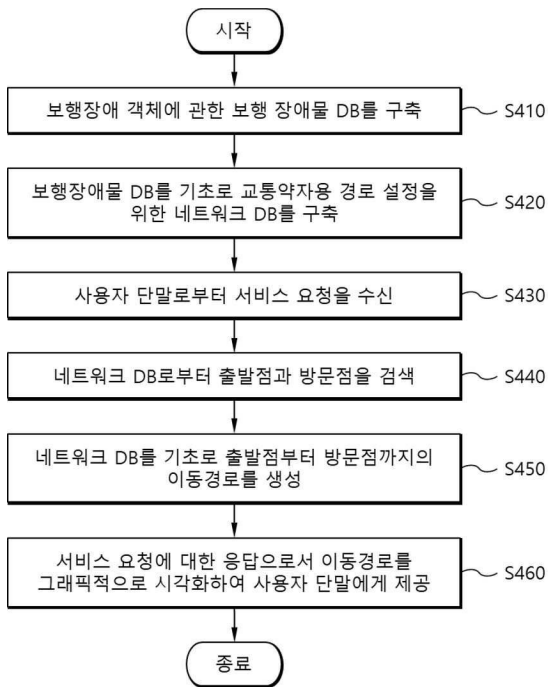 시작
보행장애 객체에 관한 보행 장애물 DB를 구축
S410
보행장애물 DB를 기초로 교통약자용 경로 설정을
위한 네트워크 DB를 구축
S420
사용자 단말로부터 서비스 요청을 수신
S430
네트워크 DB로부터 출발점과 방문점을 검색
S440
네트워크 DB를 기초로 출발점부터 방문점까지의
이동경로를 생성
S450
서비스 요청에 대한 응답으로서 이동경로를
그래픽적으로 시각화하여 사용자 단말에게 제공
S460
종료